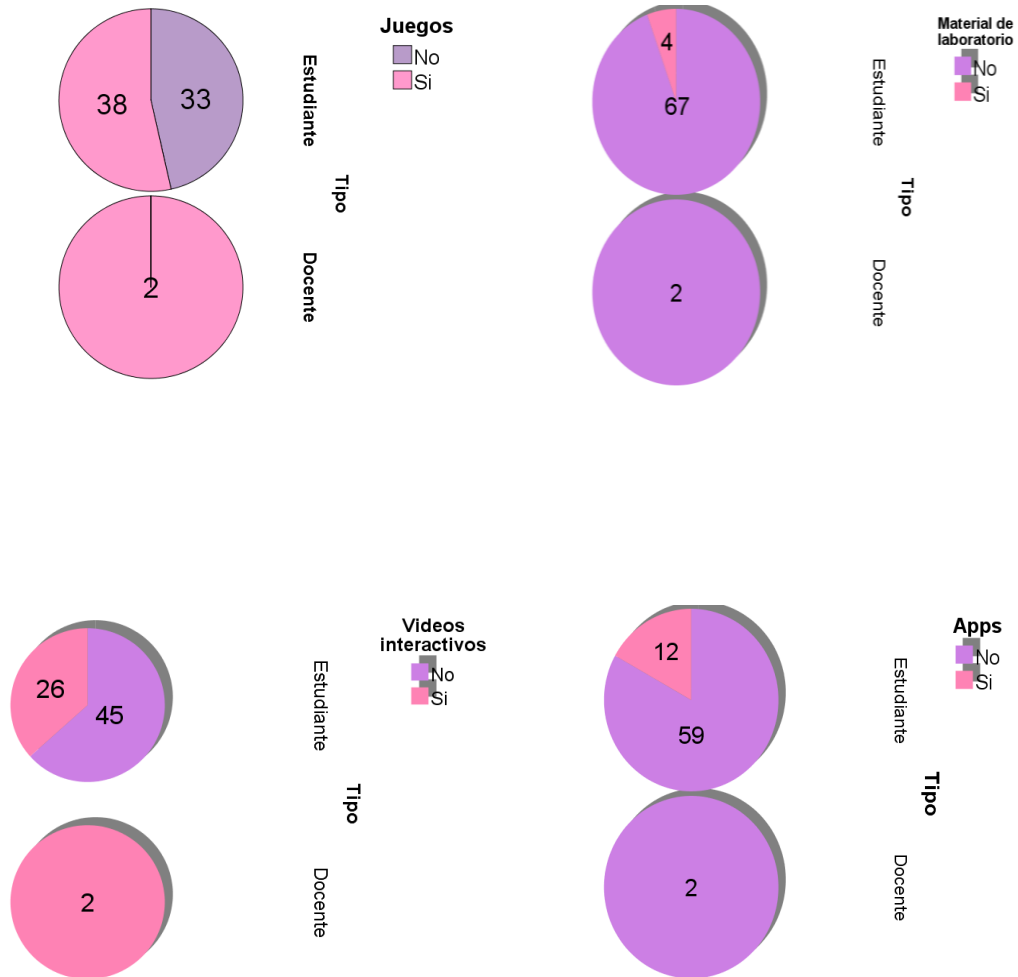 Juegos
No
Si
38
33
Estudiante
Tipo
2
Docente
Material de
laboratorio
No
Si
4
67
Estudiante
Tipo
2
Docente
Videos
interactivos
No
Si
26
45
Estudiante
Tipo
2
Docente
Apps
No
Si
12
59
Estudiante
Tipo
2
Docente